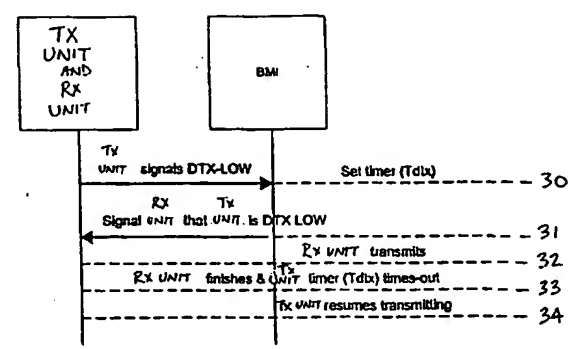 TX
UNIT
AND
RX
UNIT
BMI
TX
UNIT signals DTX-LOW
Set timer (Tdtx)
30
RX TX
Signal UNIT that UNIT is DTX LOW
31
RX UNIT transmits
32
RX UNIT finishes & TX UNIT timer (Tdtx) times-out
33
TX UNIT resumes transmitting
34